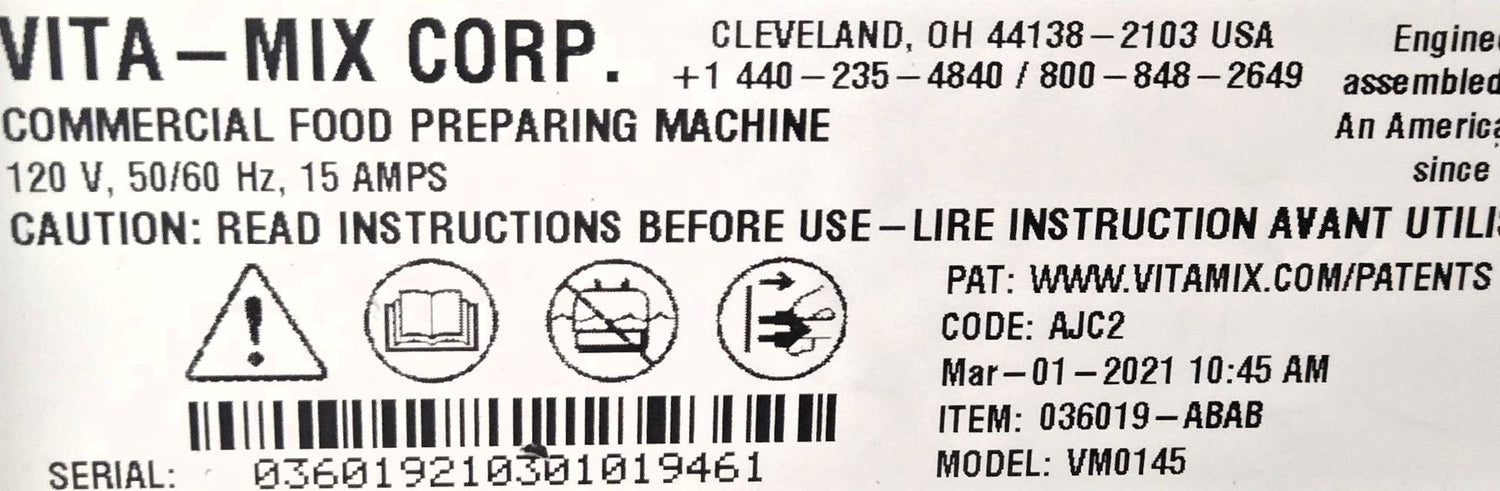 VITA-MIX CORP.
CLEVELAND, OH 44138-2103 USA
+1 440-235-4840 / 800-848-2649
COMMERCIAL FOOD PREPARING MACHINE
120 V, 50/60 Hz, 15 AMPS
assembled
since
CAUTION: READ INSTRUCTIONS BEFORE USE-LIRE INSTRUCTION AVANT
PAT: WWW.VITAMIX.COM/PATENTS
CODE: AJC2
Mar-01-2021 10:45 AM
ITEM: 036019-ABAB
MODEL: VM0145
SERIAL: 036019210301019461